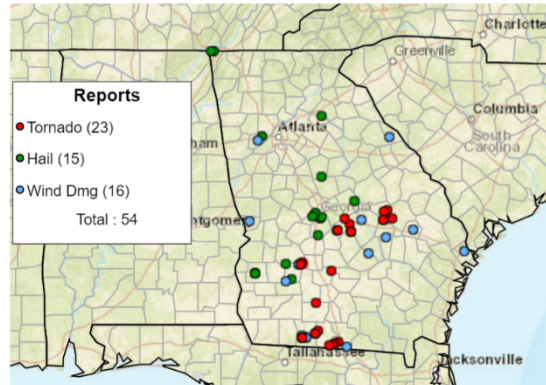 Charlotte
Greenville
Reports
Tornado (23)
Columbia
Atlanta
South
Carolina
ham
Hail (15)
Wind Dmg (16)
Georgia
ntgomer
Total : 54
Tallahassee
Jacksonville